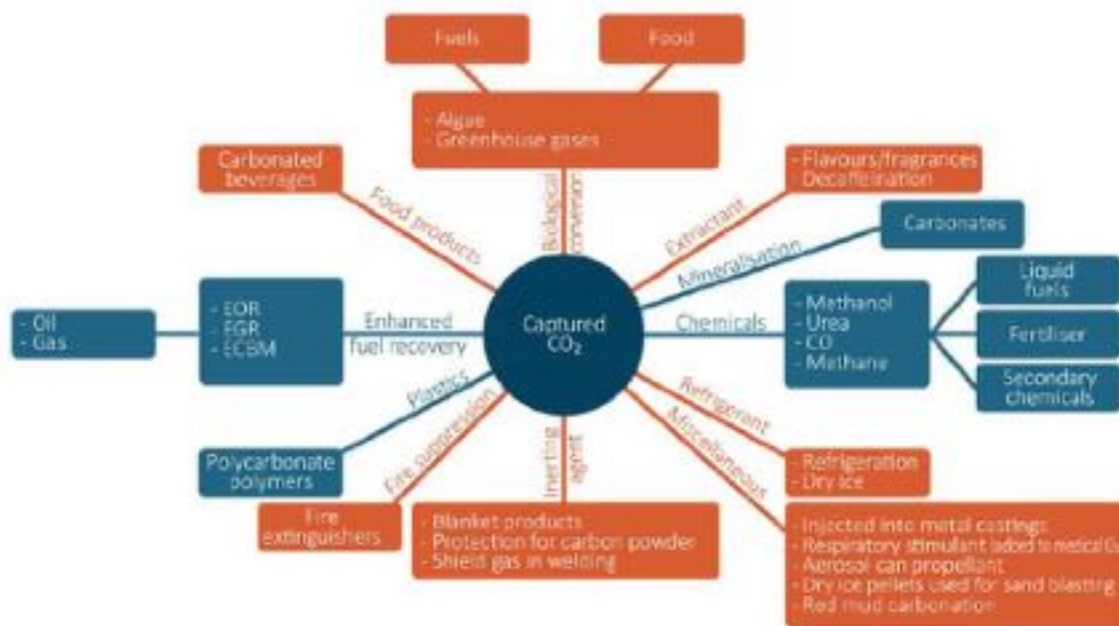 Fuels
Food
- Algae
- Greenhouse gases
Carbonated
beverages
- Flavours/fragrances
- Decaffeination
Food products
Biological
conversion
Extractant
Mineralisation
Carbonates
- Oil
- Gas
- EOR
- EGR
- ECBM
Enhanced
fuel recovery
Captured
CO₂
Chemicals
- Methanol
- Urea
- CO
- Methane
Liquid
fuels
Fertiliser
Secondary
chemicals
Plastics
Polycarbonate
polymers
Fire suppression
Fire
extinguishers
Inerting
agent
- Blanket products
- Protection for carbon powder
- Shield gas in welding
Refrigerant
- Refrigeration
- Dry ice
Miscellaneous
- Injected into metal castings
- Respiratory stimulant (added to medical
- Aerosol can propellant
- Dry ice pellets used for sand blasting
- Red mud carbonation